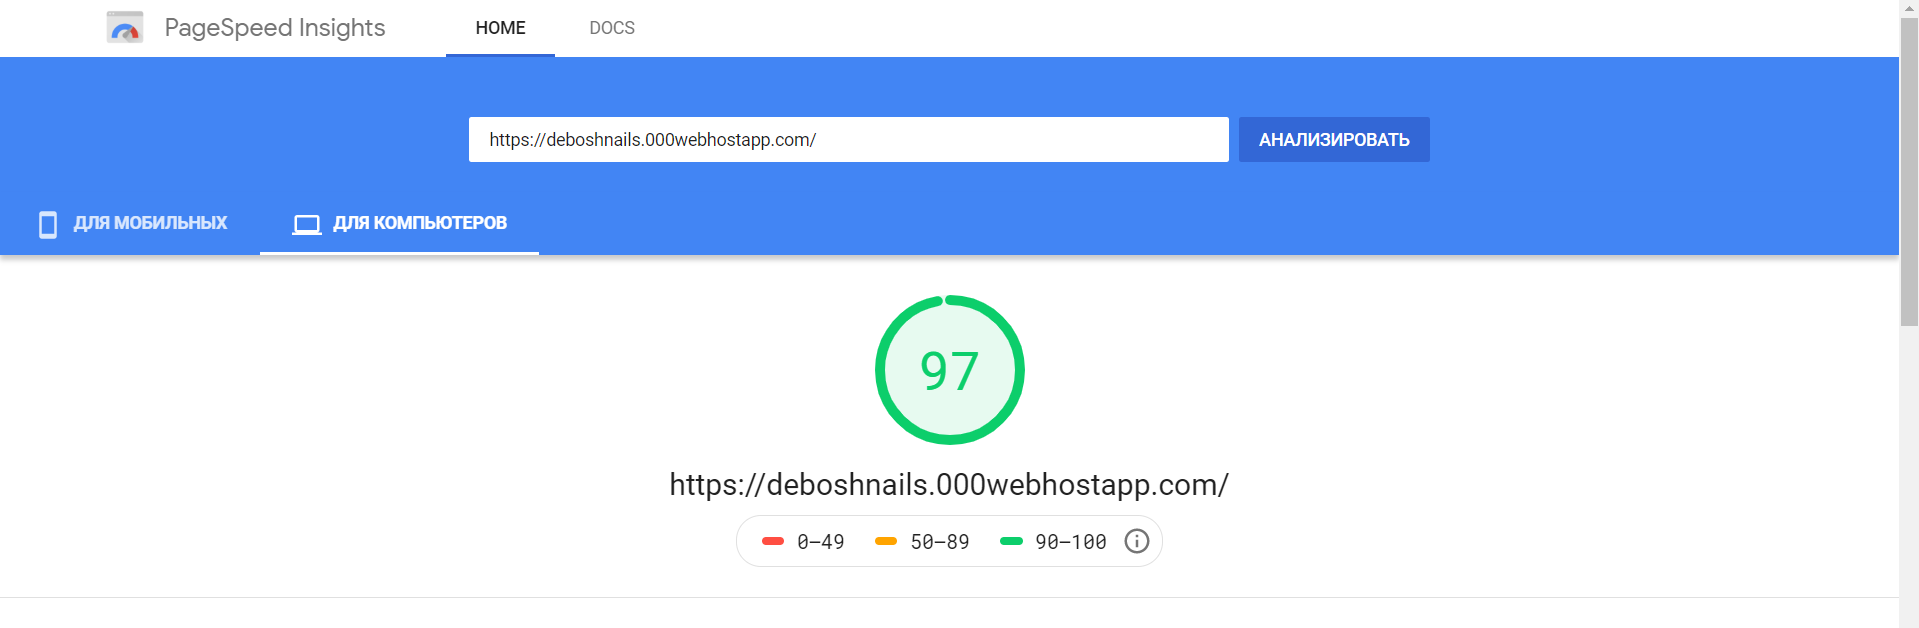 PageSpeed Insights HOME DOCS
https://deboshnails.000webhostapp.com/ АНАЛИЗИРОВАТЬ
ДЛЯ МОБИЛЬНЫХ ДЛЯ КОМПЬЮТЕРОВ
97
https://deboshnails.000webhostapp.com/
0–49 50–89 90–100